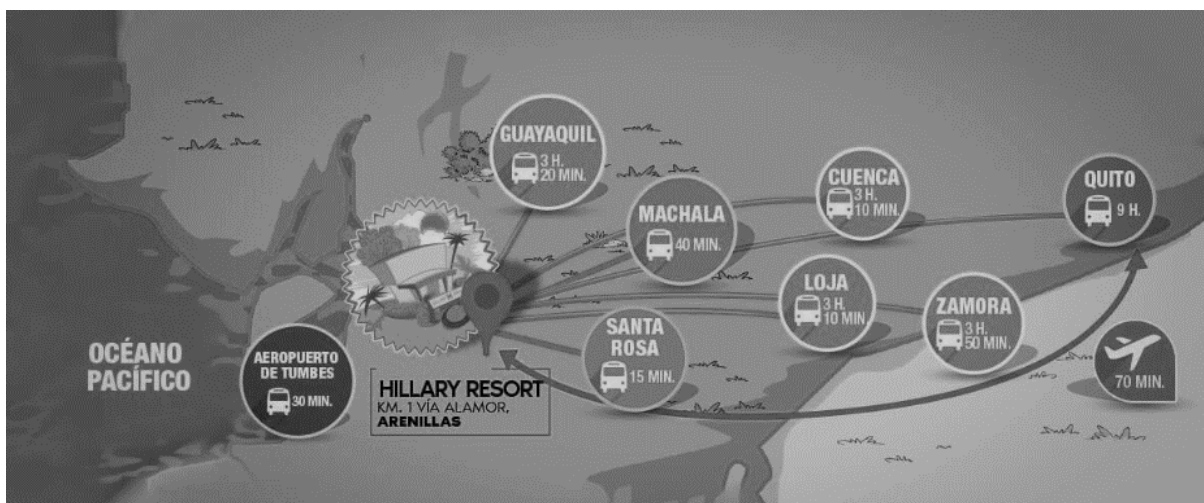 GUAYAQUIL
3 H.
20 MIN.
MACHALA
40 MIN.
CUENCA
3 H.
10 MIN.
QUITO
9 H.
LOJA
3 H.
10 MIN
ZAMORA
3 H.
50 MIN.
SANTA
ROSA
15 MIN.
70 MIN.
OCÉANO
PACÍFICO
AEROPUERTO
DE TUMBES
30 MIN.
HILLARY RESORT
KM. 1 VÍA ALAMOR,
ARENILLAS